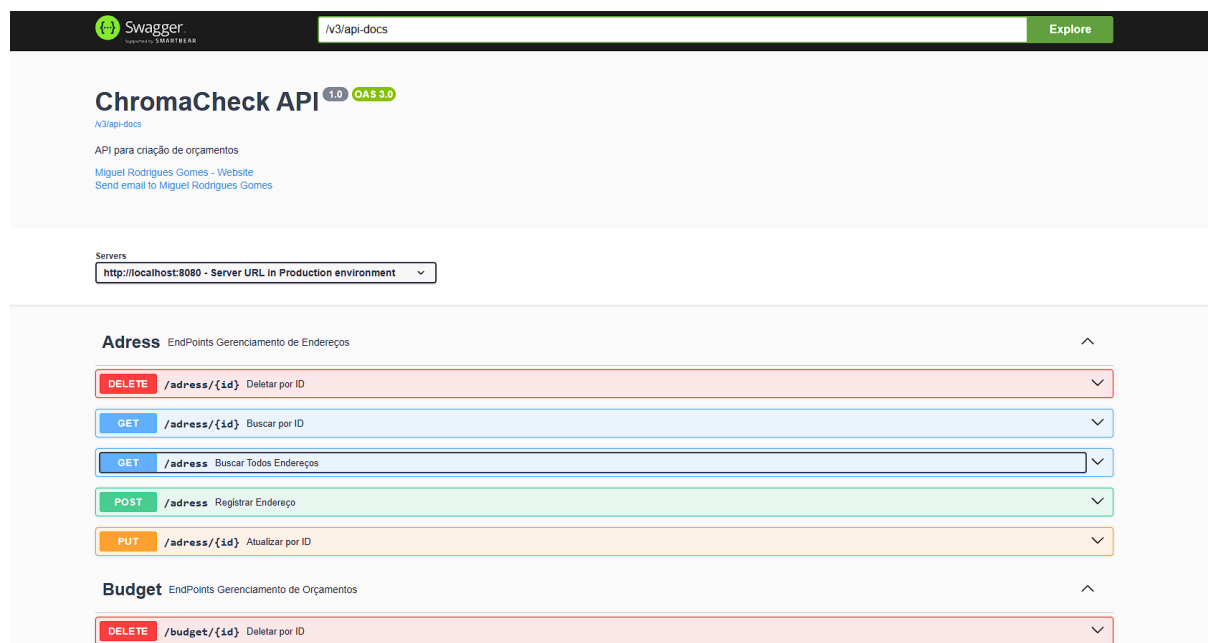 Swagger.
Supported by SMARTBEAR
/v3/api-docs
Explore
ChromaCheck API 1.0 OAS 3.0
/v3/api-docs
API para criação de orçamentos
Miguel Rodrigues Gomes - Website
Send email to Miguel Rodrigues Gomes
Servers
http://localhost:8080 - Server URL in Production environment
Adress EndPoints Gerenciamento de Endereços
DELETE /adress/{id} Deletar por ID
GET /adress/{id} Buscar por ID
GET /adress Buscar Todos Endereços
POST /adress Registrar Endereço
PUT /adress/{id} Atualizar por ID
Budget EndPoints Gerenciamento de Orçamentos
DELETE /budget/{id} Deletar por ID